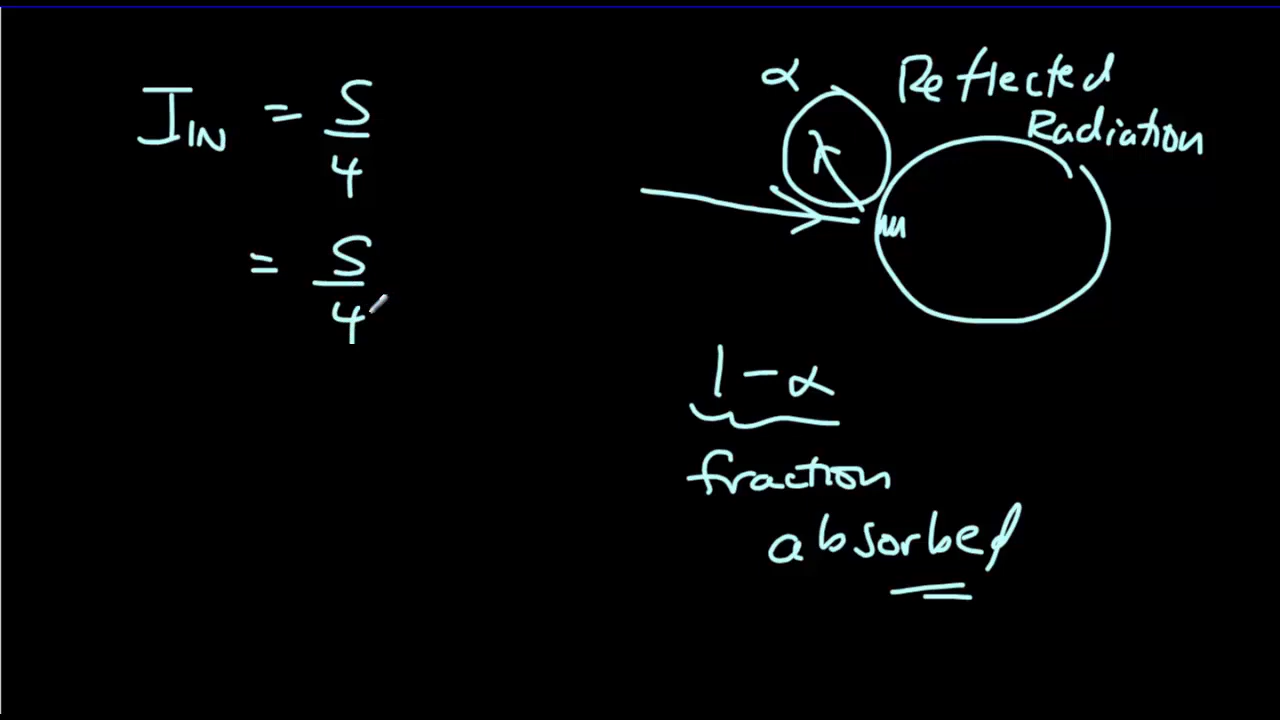 I_IN = S/4
= S/4
α
Reflected
Radiation
1 - α
fraction
absorbed